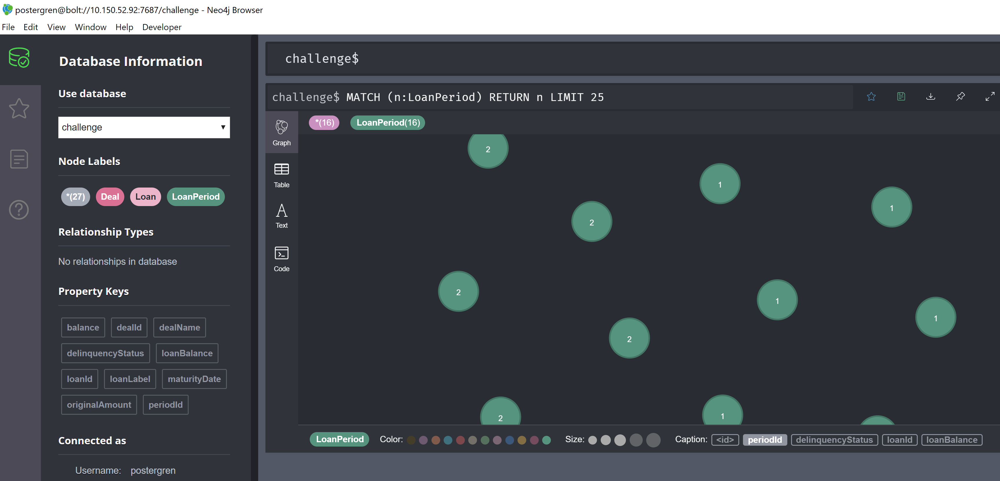 postergren@bolt://10.150.52.92:7687/challenge - Neo4j Browser
File Edit View Window Help Developer
Database Information
Use database
challenge
Node Labels
*(27) Deal Loan LoanPeriod
Relationship Types
No relationships in database
Property Keys
balance dealId dealName
delinquencyStatus loanBalance
loanId loanLabel maturityDate
originalAmount periodId
Connected as
Username: postergren
challenge$
challenge$ MATCH (n:LoanPeriod) RETURN n LIMIT 25
*(16) LoanPeriod(16)
Graph
Table
Text
Code
2
1
1
2
2
1
1
2
2
1
LoanPeriod Color: Size: Caption: <id> periodId delinquencyStatus loanId loanBalance